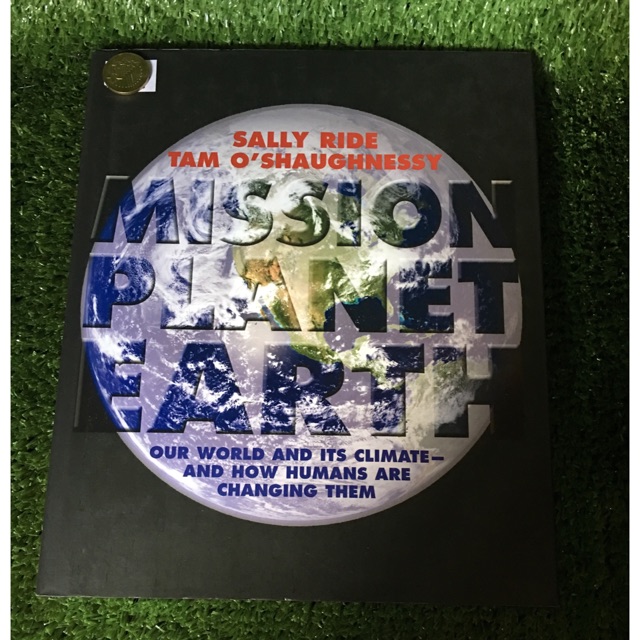 SALLY RIDE
TAM O'SHAUGHNESSY
MISSION
PLANET
EARTH
OUR WORLD AND ITS CLIMATE—
AND HOW HUMANS ARE
CHANGING THEM